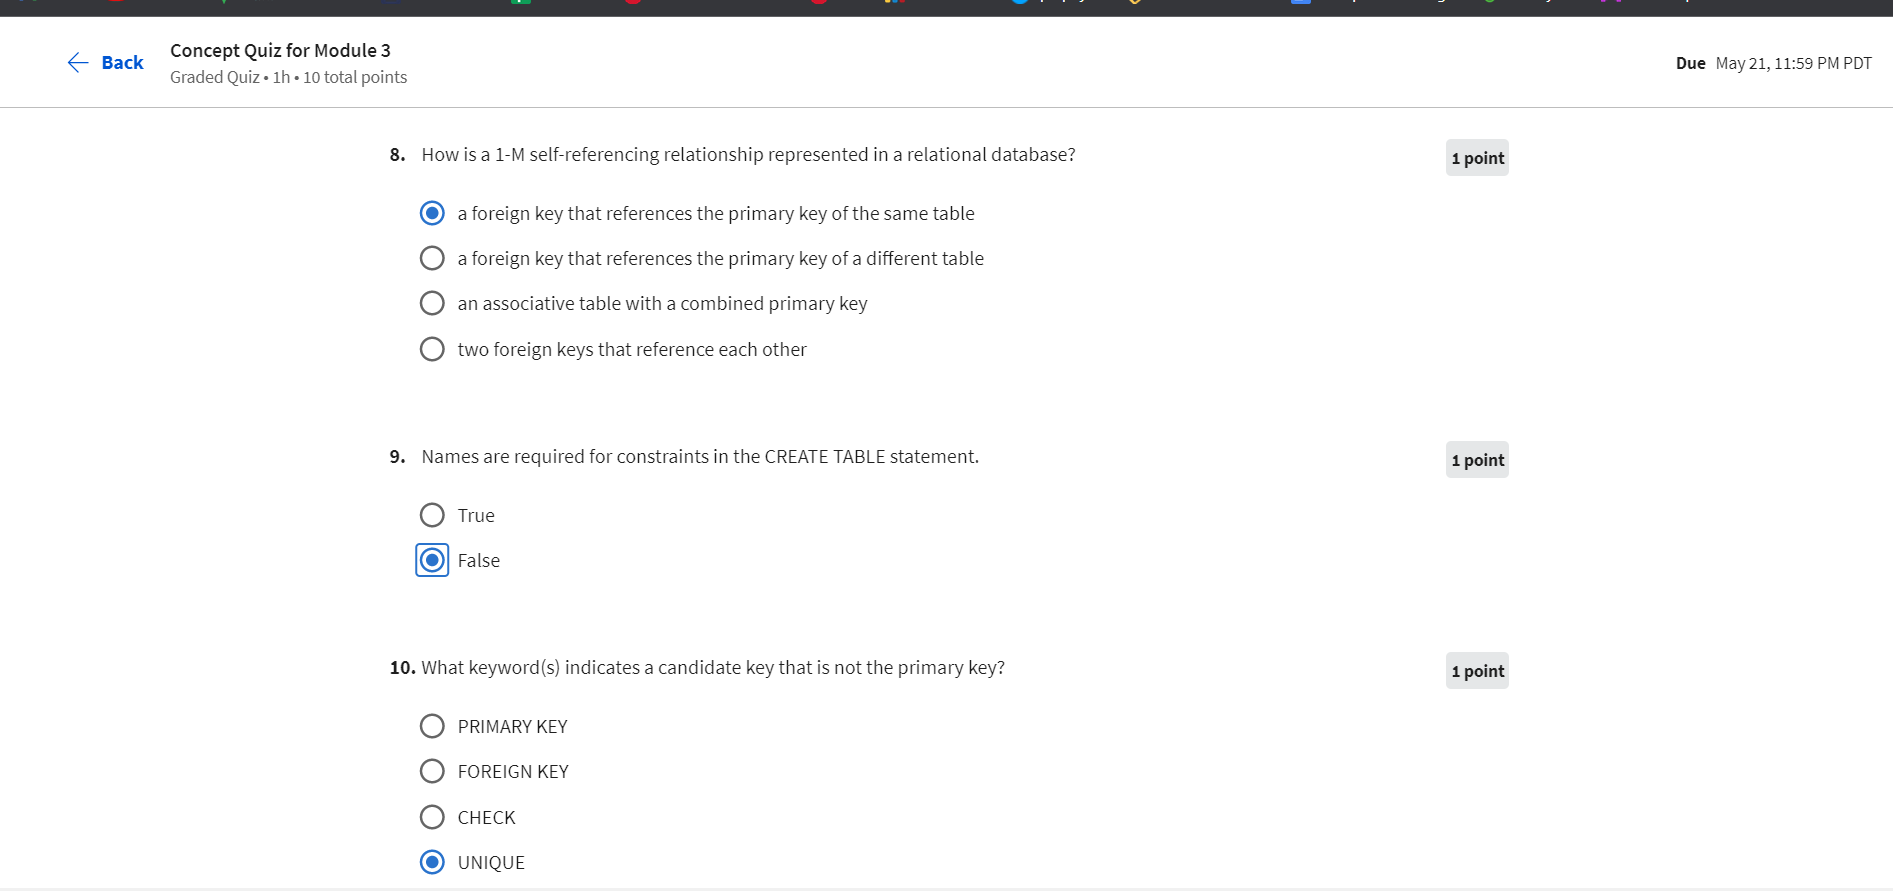 Back
Concept Quiz for Module 3
Graded Quiz • 1h • 10 total points
Due May 21, 11:59 PM PDT
8. How is a 1-M self-referencing relationship represented in a relational database?
1 point
a foreign key that references the primary key of the same table
a foreign key that references the primary key of a different table
an associative table with a combined primary key
two foreign keys that reference each other
9. Names are required for constraints in the CREATE TABLE statement.
1 point
True
False
10. What keyword(s) indicates a candidate key that is not the primary key?
1 point
PRIMARY KEY
FOREIGN KEY
CHECK
UNIQUE